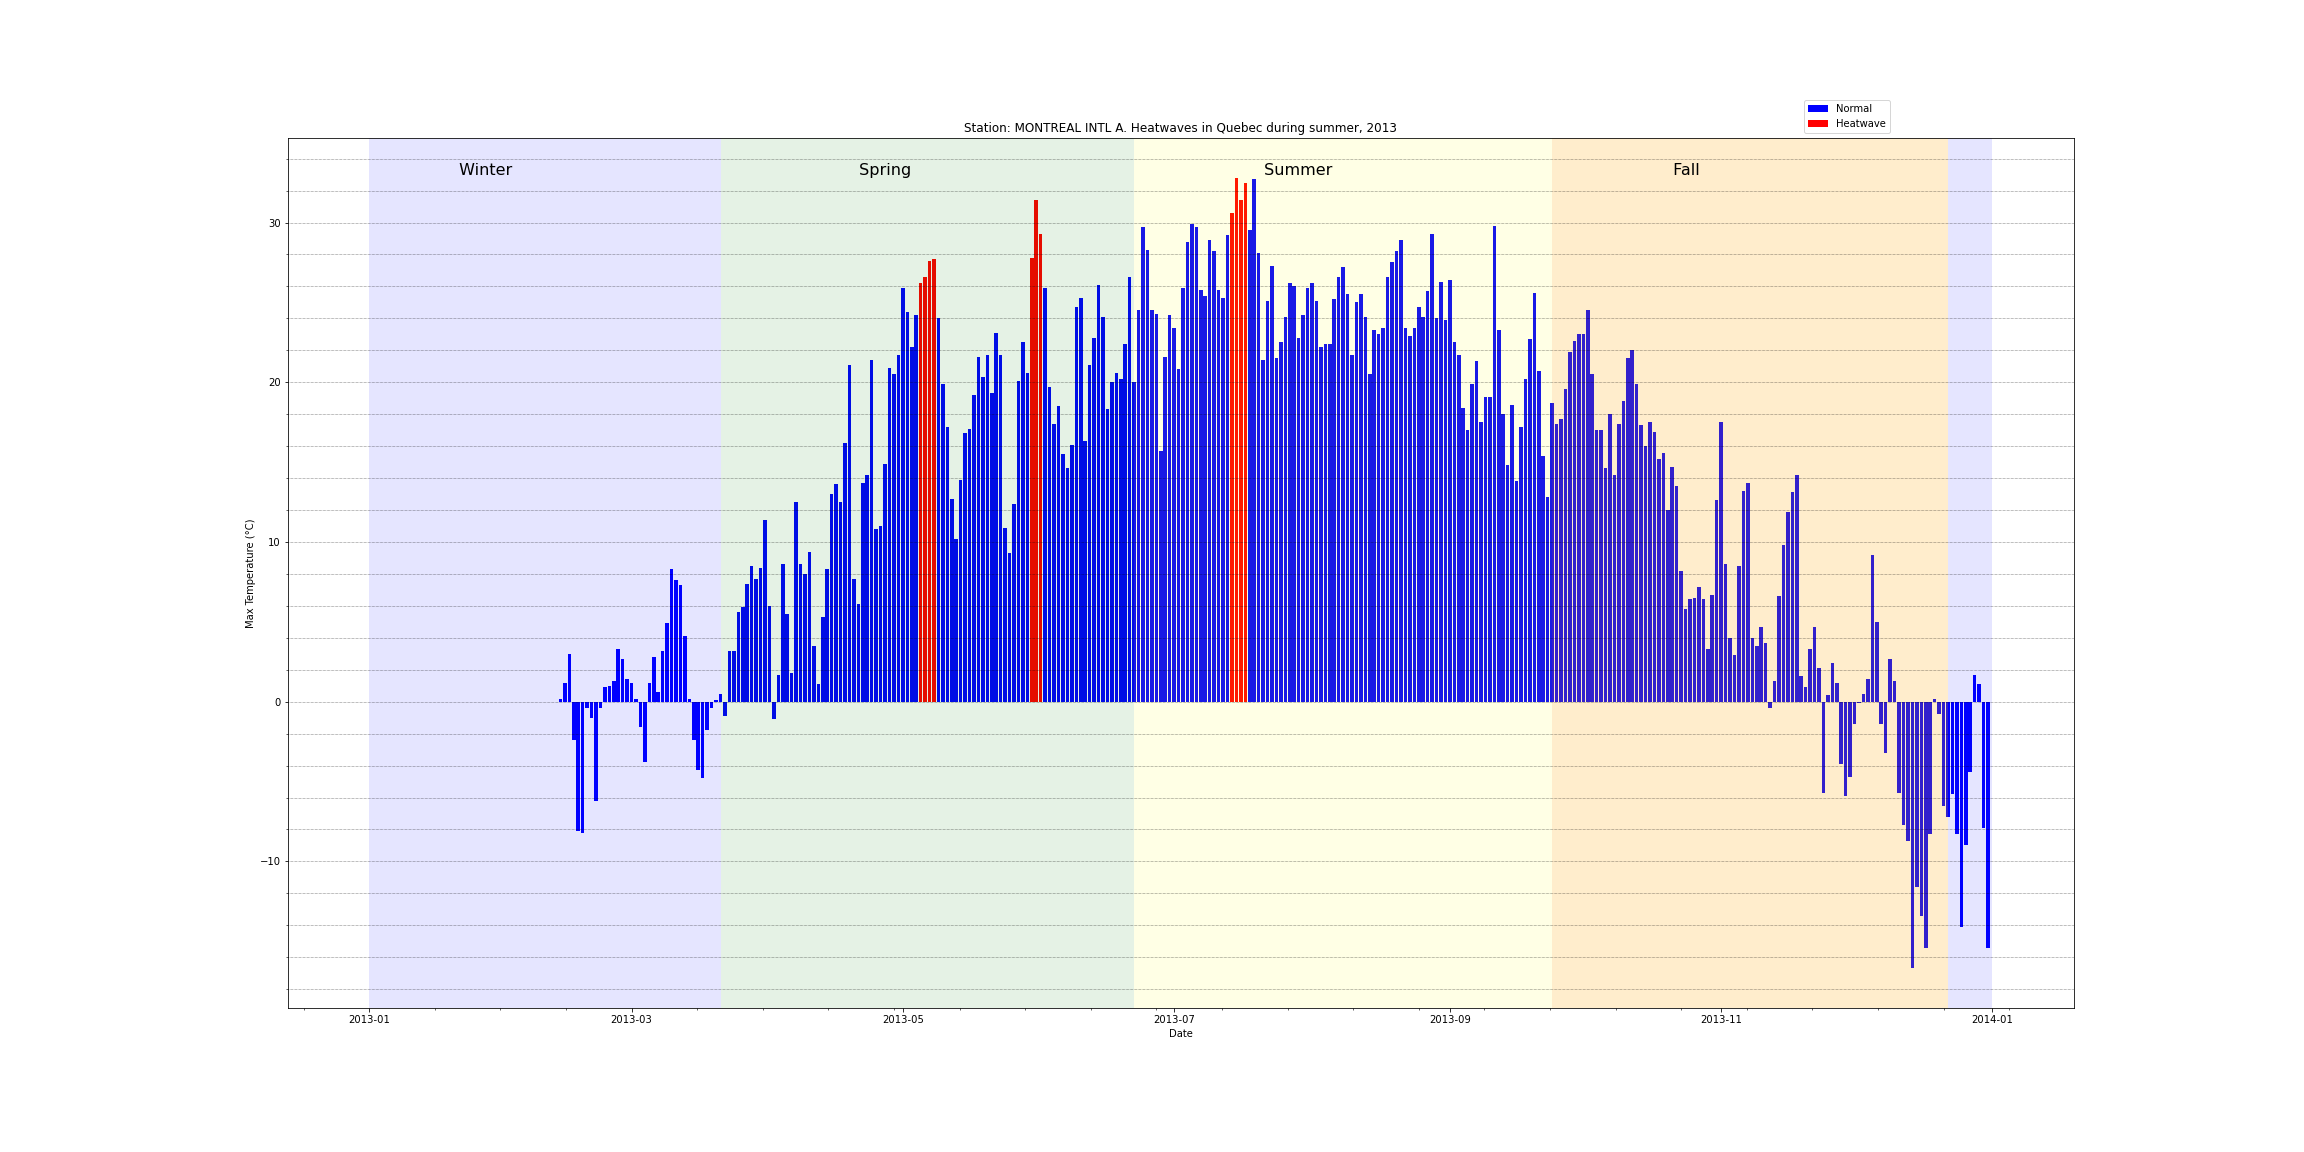 Normal
Heatwave
Station: MONTREAL INTL A. Heatwaves in Quebec during summer, 2013
Winter Spring Summer Fall
30
20
10
0
−10
Max Temperature (°C)
2013-01 2013-03 2013-05 2013-07 2013-09 2013-11 2014-01
Date